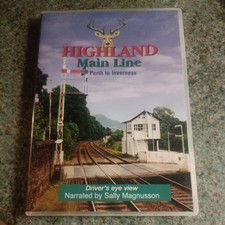 HIGHLAND
Main Line
Perth to Inverness
Driver's eye view
Narrated by Sally Magnusson